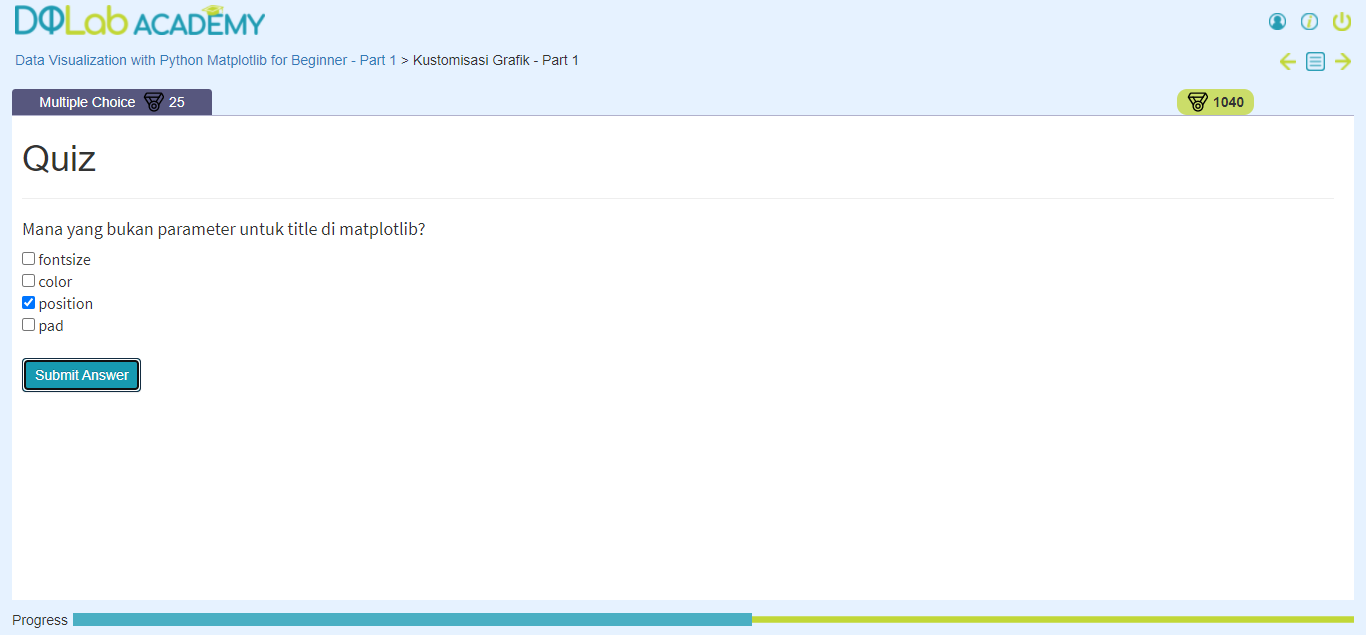 DQLab ACADEMY
Data Visualization with Python Matplotlib for Beginner - Part 1 > Kustomisasi Grafik - Part 1
Multiple Choice 25
1040
Quiz
Mana yang bukan parameter untuk title di matplotlib?
fontsize
color
position
pad
Submit Answer
Progress